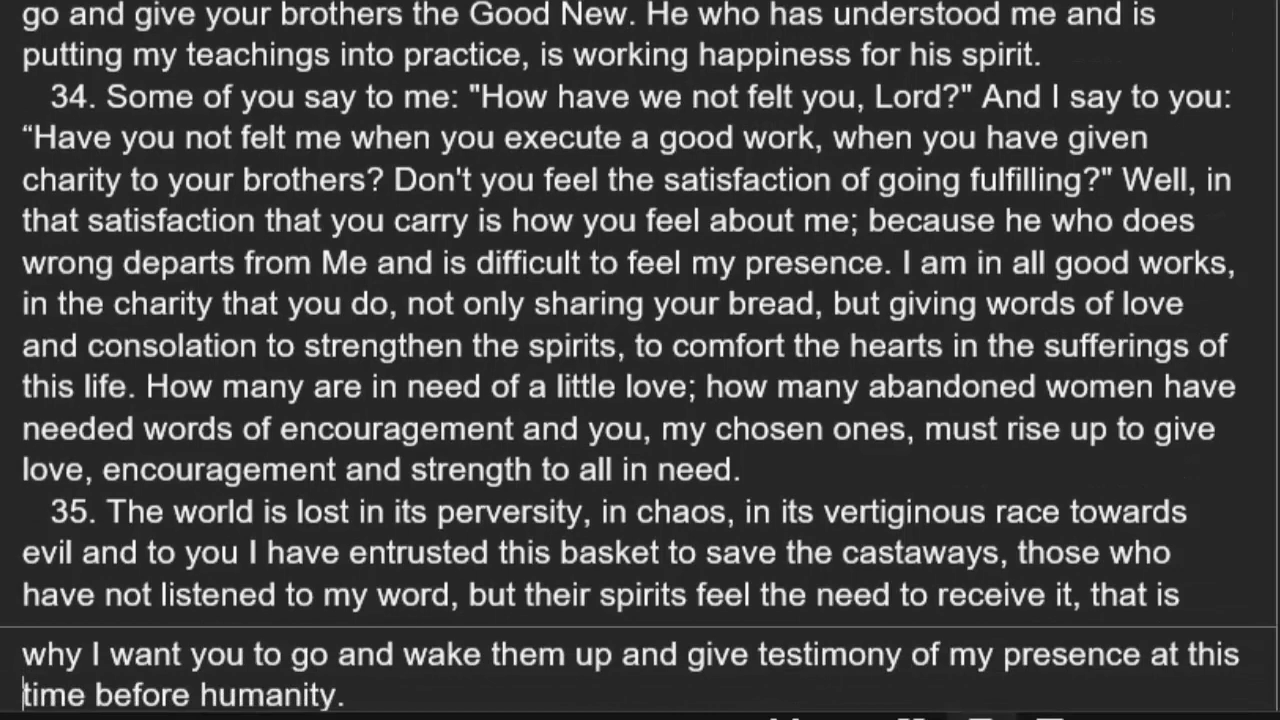 go and give your brothers the Good New. He who has understood me and is
putting my teachings into practice, is working happiness for his spirit.
34. Some of you say to me: "How have we not felt you, Lord?" And I say to you:
“Have you not felt me when you execute a good work, when you have given
charity to your brothers? Don't you feel the satisfaction of going fulfilling?" Well, in
that satisfaction that you carry is how you feel about me; because he who does
wrong departs from Me and is difficult to feel my presence. I am in all good works,
in the charity that you do, not only sharing your bread, but giving words of love
and consolation to strengthen the spirits, to comfort the hearts in the sufferings of
this life. How many are in need of a little love; how many abandoned women have
needed words of encouragement and you, my chosen ones, must rise up to give
love, encouragement and strength to all in need.
35. The world is lost in its perversity, in chaos, in its vertiginous race towards
evil and to you I have entrusted this basket to save the castaways, those who
have not listened to my word, but their spirits feel the need to receive it, that is
why I want you to go and wake them up and give testimony of my presence at this
time before humanity.